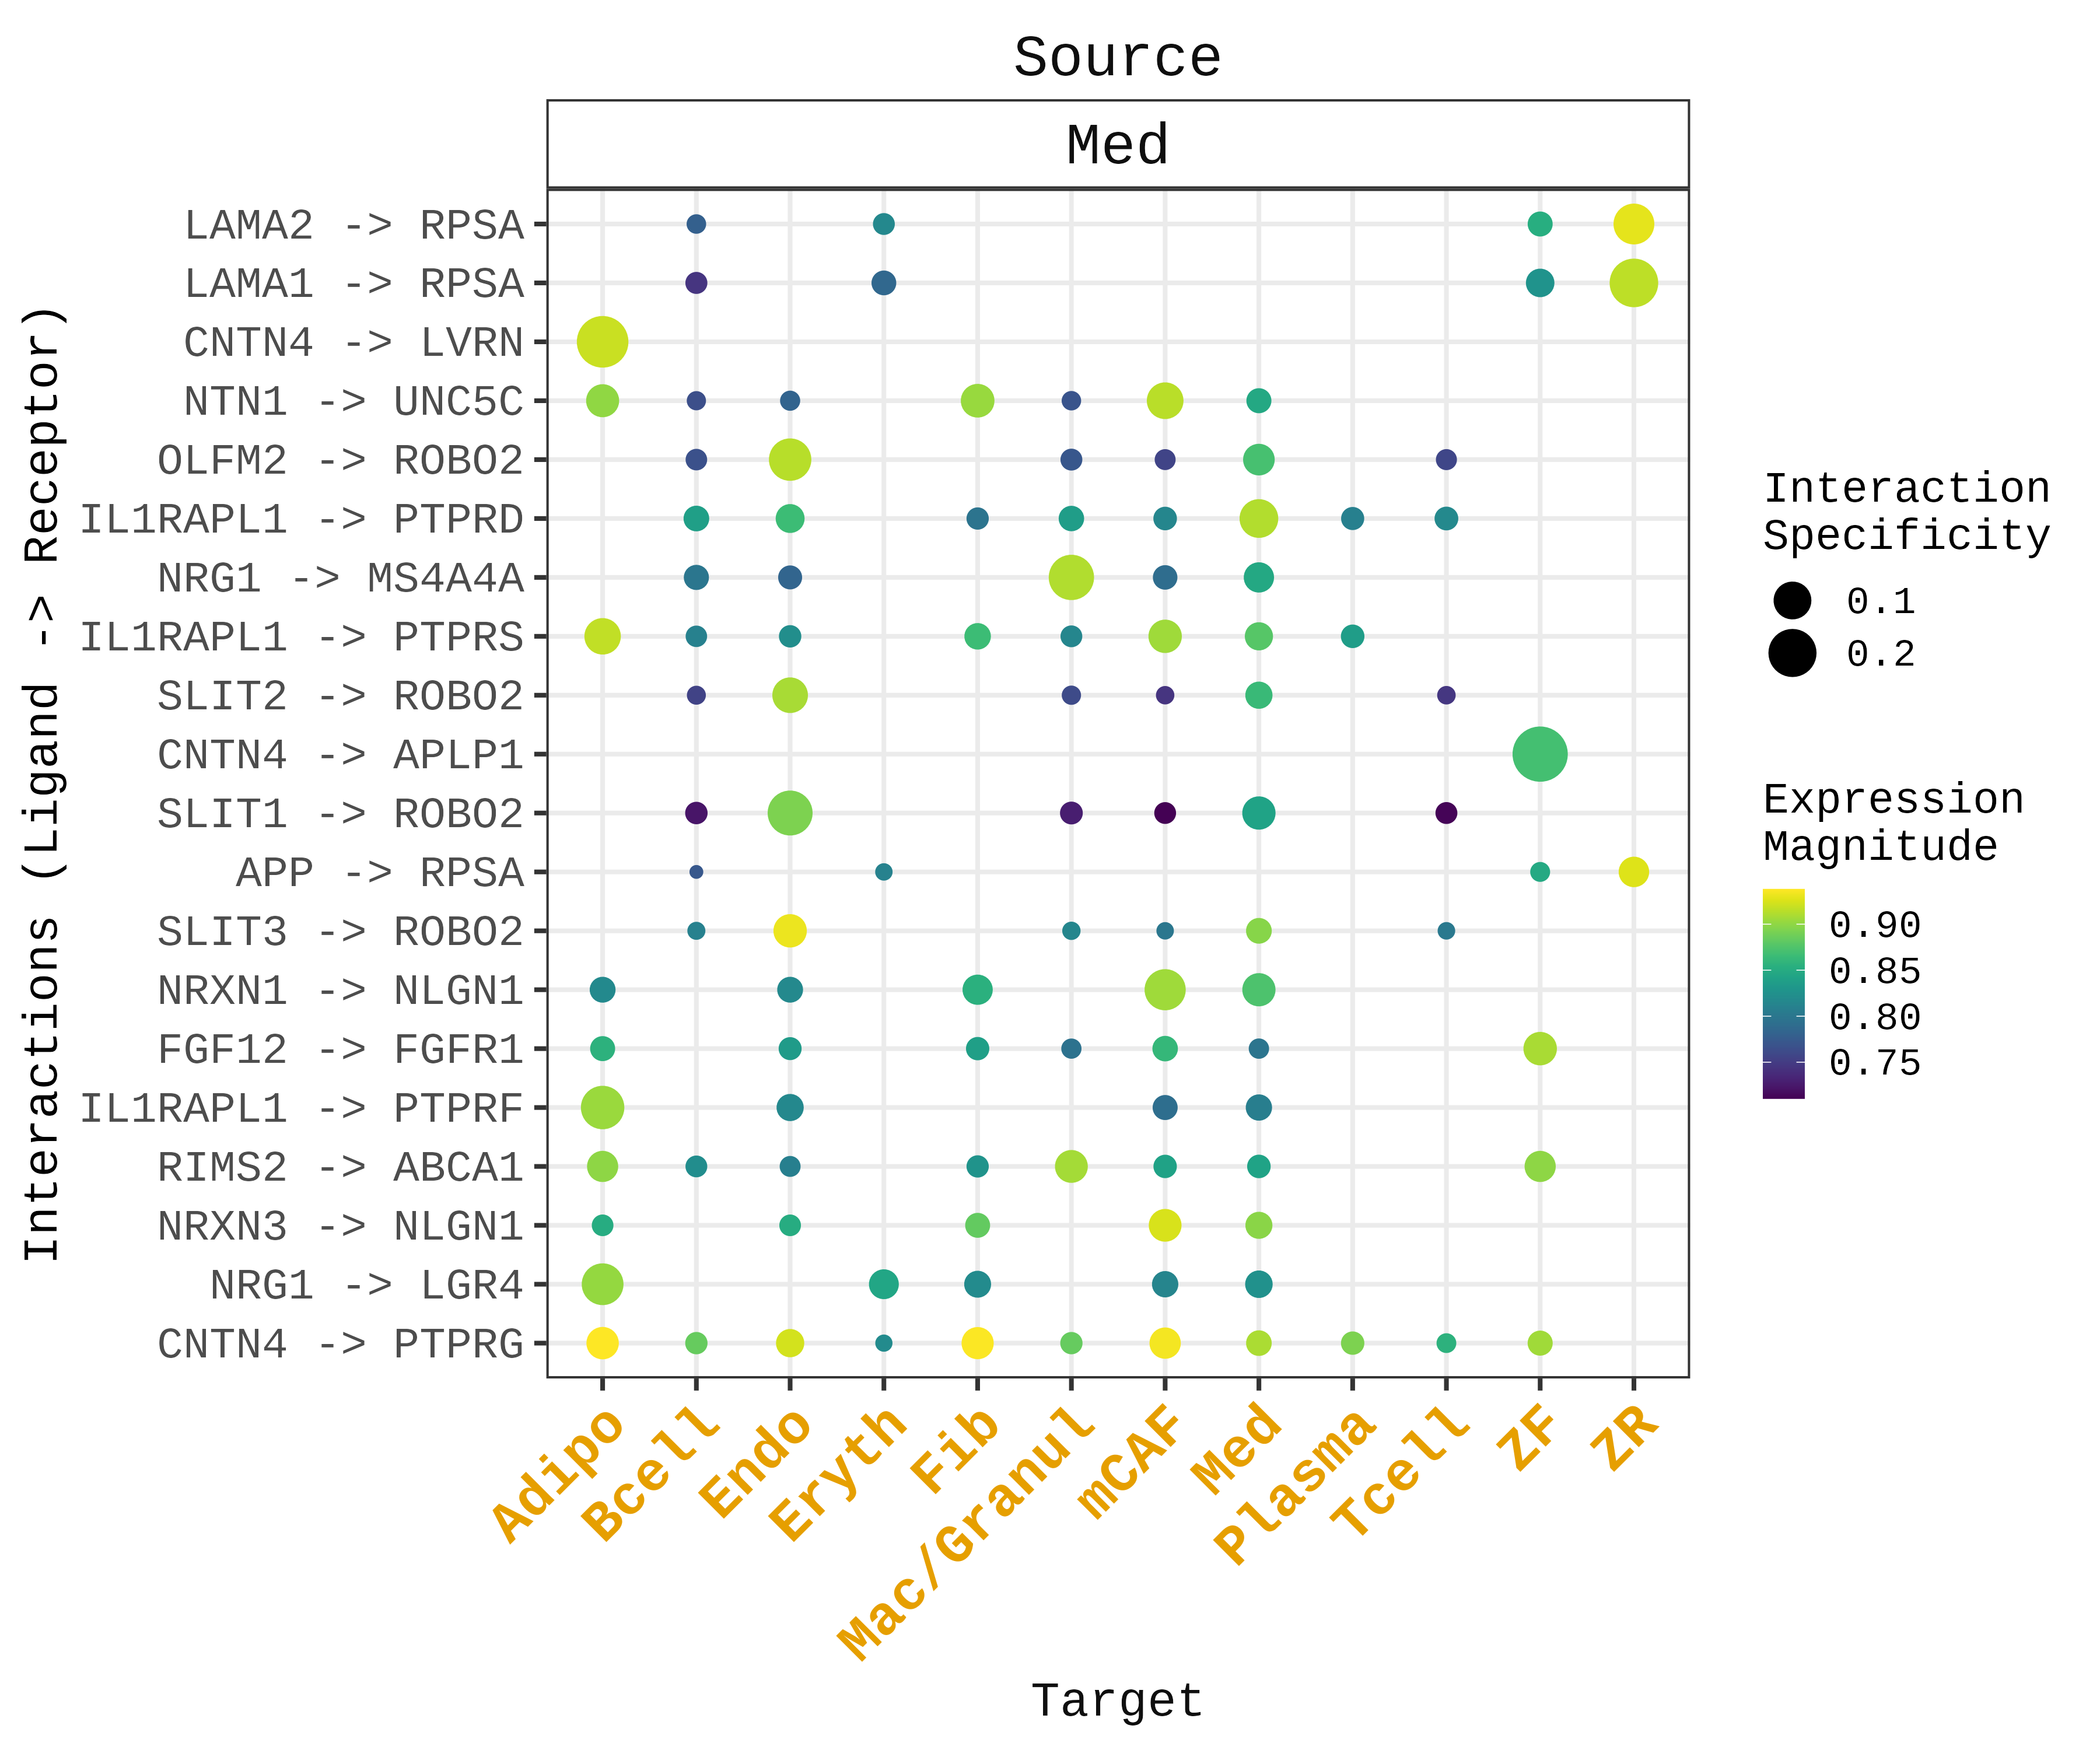 Source
Med
Interactions (Ligand -> Receptor)
LAMA2 -> RPSA
LAMA1 -> RPSA
CNTN4 -> LVRN
NTN1 -> UNC5C
OLFM2 -> ROBO2
IL1RAPL1 -> PTPRD
NRG1 -> MS4A4A
IL1RAPL1 -> PTPRS
SLIT2 -> ROBO2
CNTN4 -> APLP1
SLIT1 -> ROBO2
APP -> RPSA
SLIT3 -> ROBO2
NRXN1 -> NLGN1
FGF12 -> FGFR1
IL1RAPL1 -> PTPRF
RIMS2 -> ABCA1
NRXN3 -> NLGN1
NRG1 -> LGR4
CNTN4 -> PTPRG
Adipo
Bcell
Endo
Eryth
Fib
Mac/Granul
mCAF
Med
Plasma
Tcell
ZF
ZR
Target
Interaction
Specificity
0.1
0.2
Expression
Magnitude
0.90
0.85
0.80
0.75